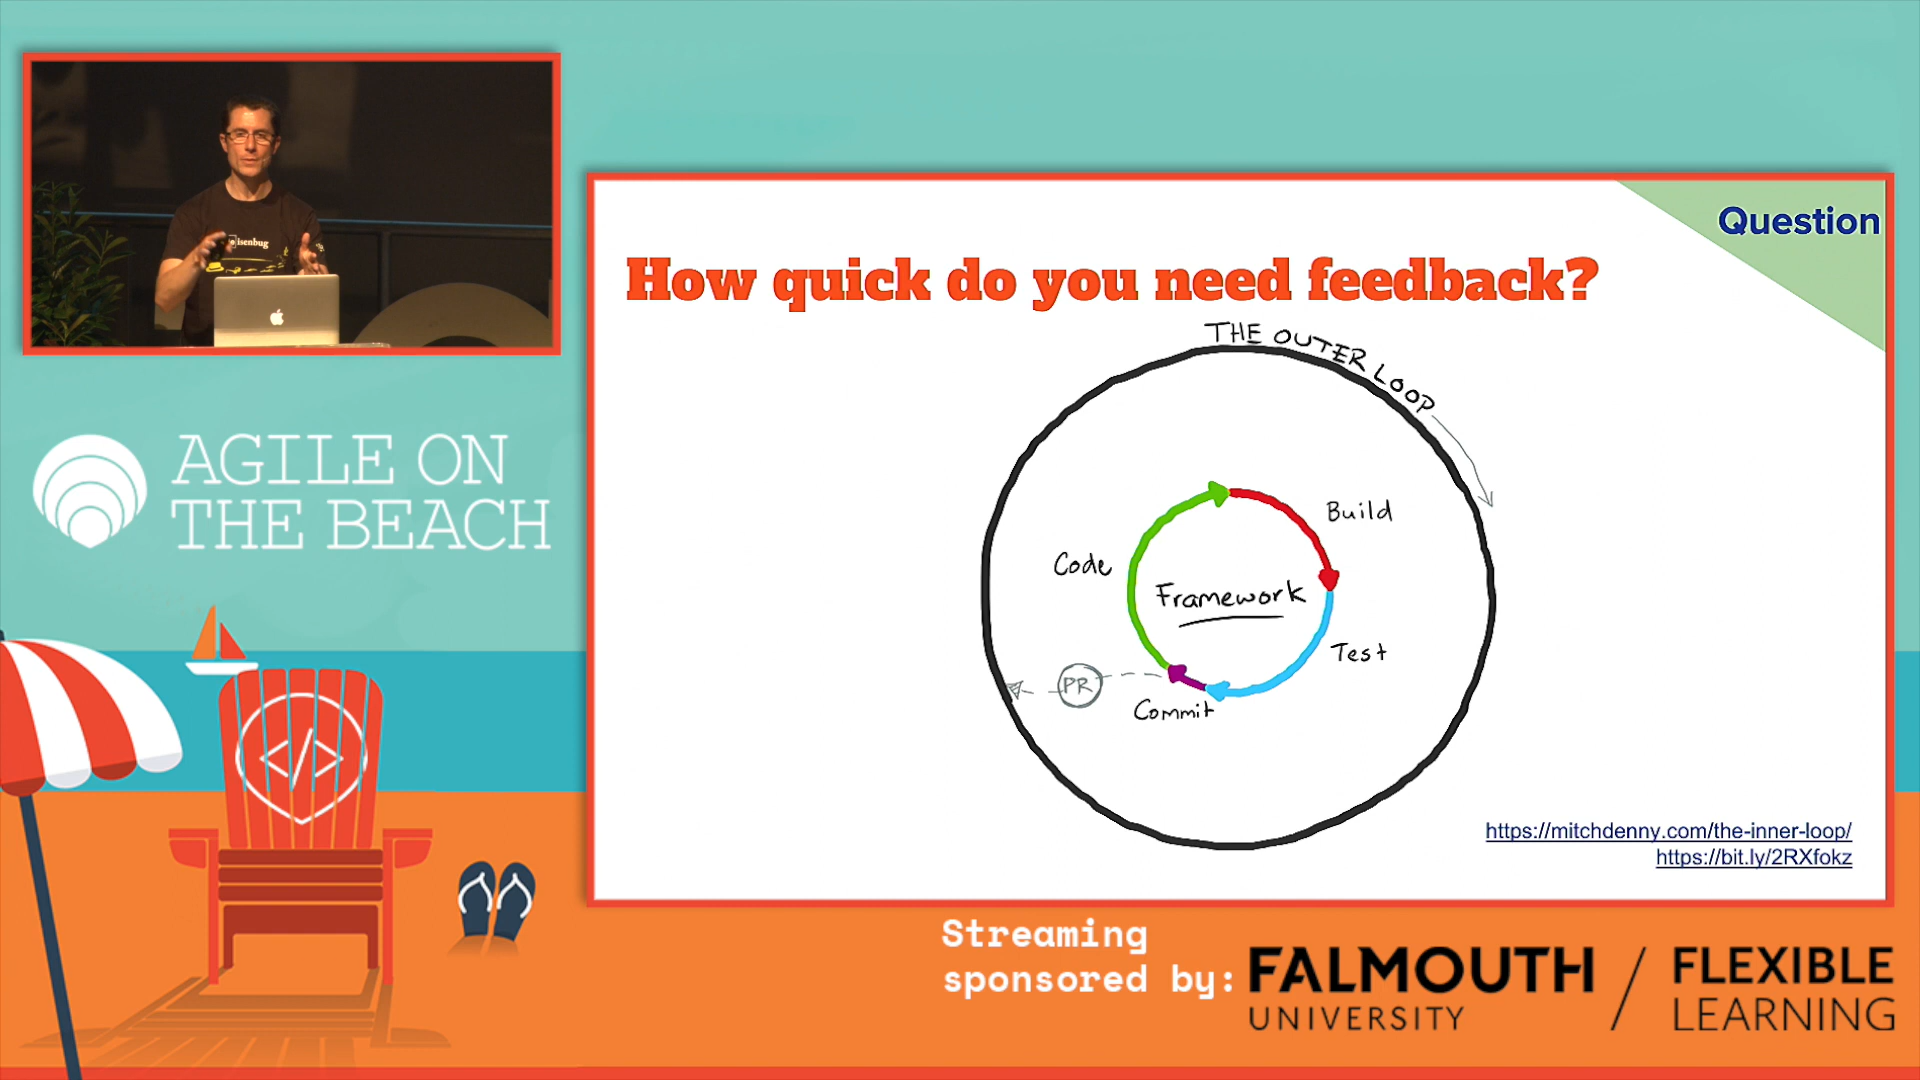 isenbug
AGILE ON
THE BEACH
</>
Question
How quick do you need feedback?
THE OUTER LOOP
Build
Code
Framework
Test
PR
Commit
https://mitchdenny.com/the-inner-loop/
https://bit.ly/2RXfokz
Streaming
sponsored by:
FALMOUTH
UNIVERSITY
/
FLEXIBLE
LEARNING